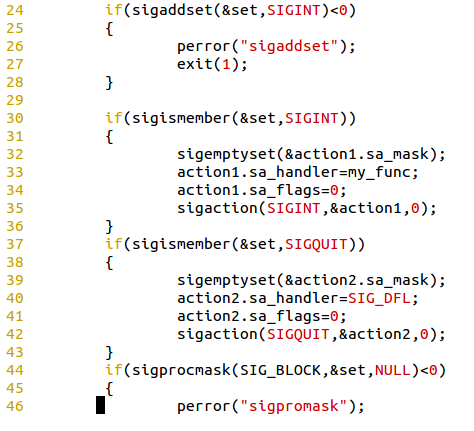 24 if(sigaddset(&set,SIGINT)<0)
25 {
26 perror("sigaddset");
27 exit(1);
28 }
29
30 if(sigismember(&set,SIGINT))
31 {
32 sigemptyset(&action1.sa_mask);
33 action1.sa_handler=my_func;
34 action1.sa_flags=0;
35 sigaction(SIGINT,&action1,0);
36 }
37 if(sigismember(&set,SIGQUIT))
38 {
39 sigemptyset(&action2.sa_mask);
40 action2.sa_handler=SIG_DFL;
41 action2.sa_flags=0;
42 sigaction(SIGQUIT,&action2,0);
43 }
44 if(sigprocmask(SIG_BLOCK,&set,NULL)<0)
45 {
46 perror("sigpromask");